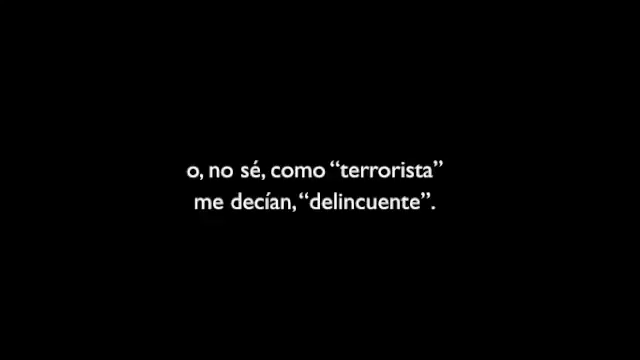 o, no sé, como “terrorista”
me decían, “delincuente”.